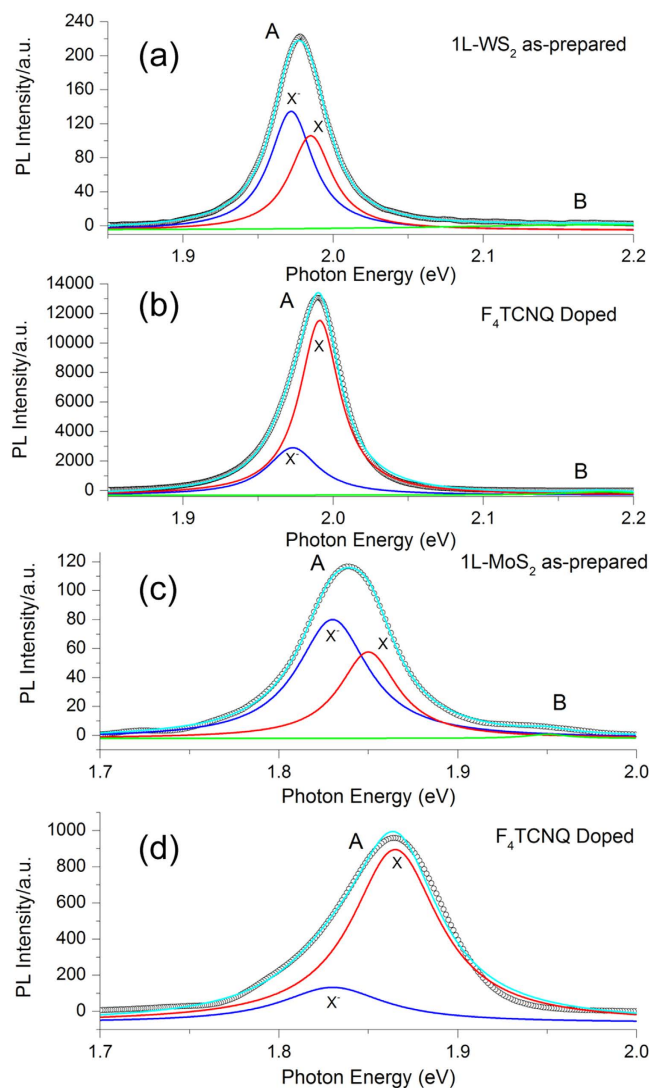 (a)
A
1L-WS₂ as-prepared
PL Intensity/a.u.
240
200
160
120
80
40
0
X⁻
X
B
1.9 2.0 2.1 2.2
Photon Energy (eV)
(b)
A
F₄TCNQ Doped
PL Intensity/a.u.
14000
12000
10000
8000
6000
4000
2000
0
X
X⁻
B
1.9 2.0 2.1 2.2
Photon Energy (eV)
(c)
A
1L-MoS₂ as-prepared
PL Intensity/a.u.
120
100
80
60
40
20
0
X⁻
X
B
1.7 1.8 1.9 2.0
Photon Energy (eV)
(d)
A
F₄TCNQ Doped
PL Intensity/a.u.
1000
800
600
400
200
0
X
X⁻
1.7 1.8 1.9 2.0
Photon Energy (eV)